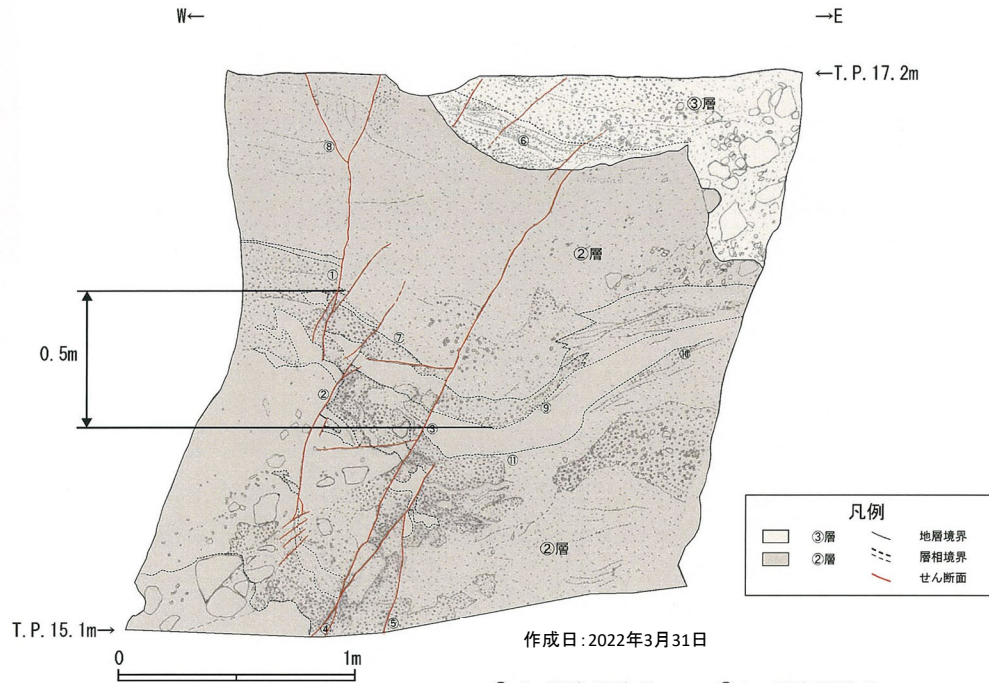 W← →E
←T.P.17.2m
③層
⑥
⑧
②層
①
0.5m
⑦
⑩
②
⑨
③
⑪
凡例
③層 地層境界
②層 層相境界
せん断面
②層
T.P.15.1m→
④ ⑤
作成日:2022年3月31日
0 1m